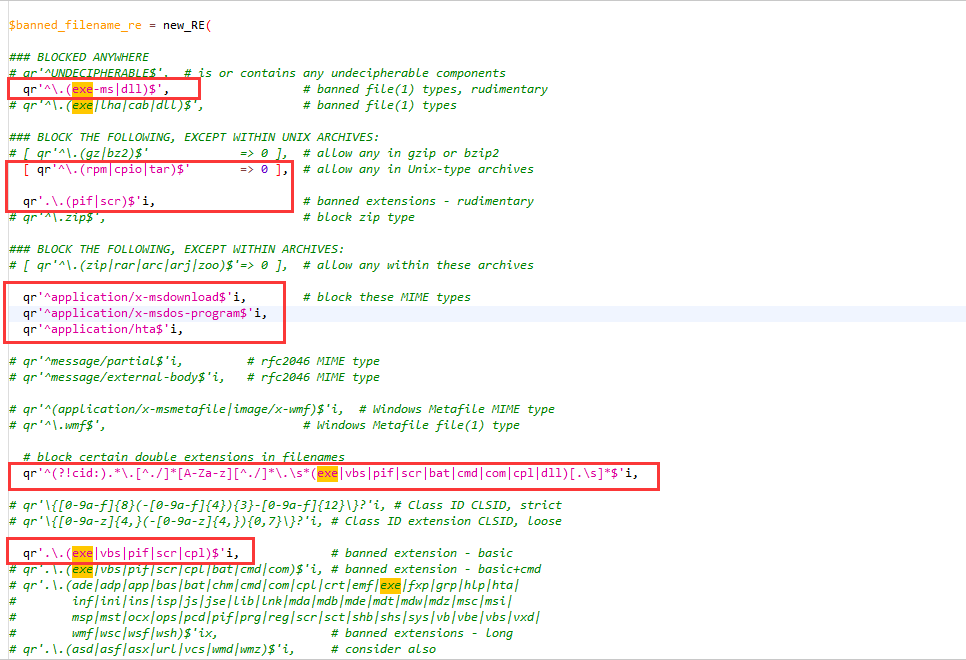 $banned_filename_re = new_RE(
### BLOCKED ANYWHERE
# qr'^UNDECIPHERABLE$',  # is or contains any undecipherable components
  qr'^\.(exe-ms|dll)$',                   # banned file(1) types, rudimentary
# qr'^\.(exe|lha|cab|dll)$',              # banned file(1) types
### BLOCK THE FOLLOWING, EXCEPT WITHIN UNIX ARCHIVES:
# [ qr'^\.(gz|bz2)$'             => 0 ],  # allow any in gzip or bzip2
  [ qr'^\.(rpm|cpio|tar)$'       => 0 ],  # allow any in Unix-type archives
  qr'.\.(pif|scr)$'i,                     # banned extensions - rudimentary
# qr'^\.zip$',                            # block zip type
### BLOCK THE FOLLOWING, EXCEPT WITHIN ARCHIVES:
# [ qr'^\.(zip|rar|arc|arj|zoo)$'=> 0 ],  # allow any within these archives
  qr'^application/x-msdownload$'i,        # block these MIME types
  qr'^application/x-msdos-program$'i,
  qr'^application/hta$'i,
# qr'^message/partial$'i,         # rfc2046 MIME type
# qr'^message/external-body$'i,   # rfc2046 MIME type
# qr'^(application/x-msmetafile|image/x-wmf)$'i,  # Windows Metafile MIME type
# qr'^\.wmf$',                            # Windows Metafile file(1) type
  # block certain double extensions in filenames
  qr'^(?!cid:).*\.[^./]*[A-Za-z][^./]*\.\s*(exe|vbs|pif|scr|bat|cmd|com|cpl|dll)[.\s]*$'i,
# qr'\{[0-9a-f]{8}(-[0-9a-f]{4}){3}-[0-9a-f]{12}\}?'i, # Class ID CLSID, strict
# qr'\{[0-9a-z]{4,}(-[0-9a-z]{4,}){0,7}\}?'i, # Class ID extension CLSID, loose
  qr'.\.(exe|vbs|pif|scr|cpl)$'i,             # banned extension - basic
# qr'.\.(exe|vbs|pif|scr|cpl|bat|cmd|com)$'i, # banned extension - basic+cmd
# qr'.\.(ade|adp|app|bas|bat|chm|cmd|com|cpl|crt|emf|exe|fxp|grp|hlp|hta|
#        inf|ini|ins|isp|js|jse|lib|lnk|mda|mdb|mde|mdt|mdw|mdz|msc|msi|
#        msp|mst|ocx|ops|pcd|pif|prg|reg|scr|sct|shb|shs|sys|vb|vbe|vbs|vxd|
#        wmf|wsc|wsf|wsh)$'ix,                # banned extensions - long
# qr'.\.(asd|asf|asx|url|vcs|wmd|wmz)$'i,     # consider also